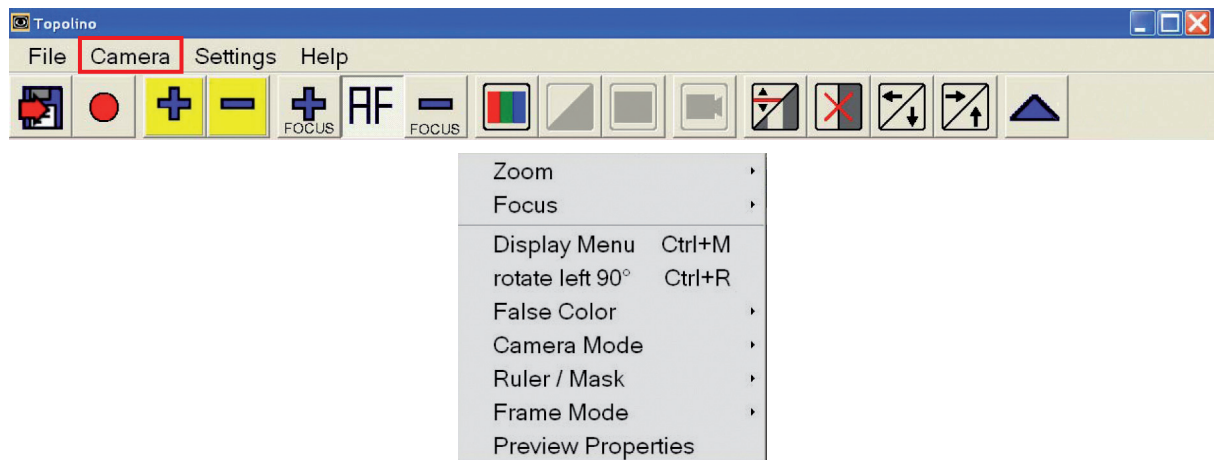 Topolino
File Camera Settings Help
FOCUS AF FOCUS
Zoom
Focus
Display Menu Ctrl+M
rotate left 90° Ctrl+R
False Color
Camera Mode
Ruler / Mask
Frame Mode
Preview Properties